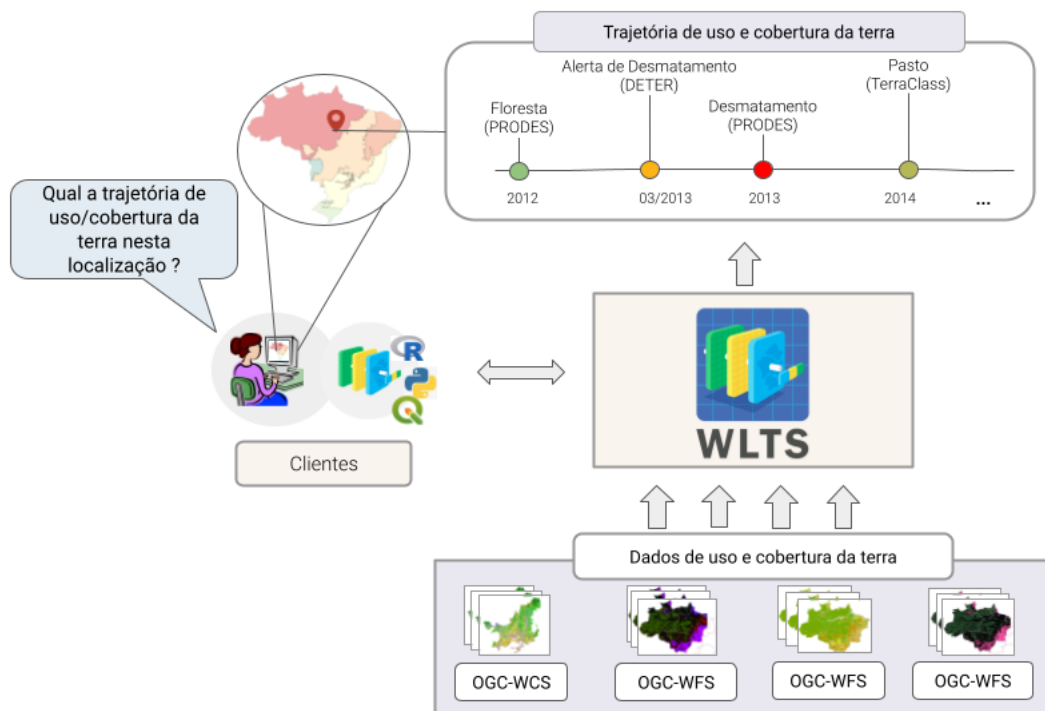 Trajetória de uso e cobertura da terra
Alerta de Desmatamento
(DETER)
Pasto
(TerraClass)
Floresta
(PRODES)
Desmatamento
(PRODES)
2012
03/2013
2013
2014
...
Qual a trajetória de
uso/cobertura da
terra nesta
localização ?
R
WLTS
Clientes
Dados de uso e cobertura da terra
OGC-WCS
OGC-WFS
OGC-WFS
OGC-WFS